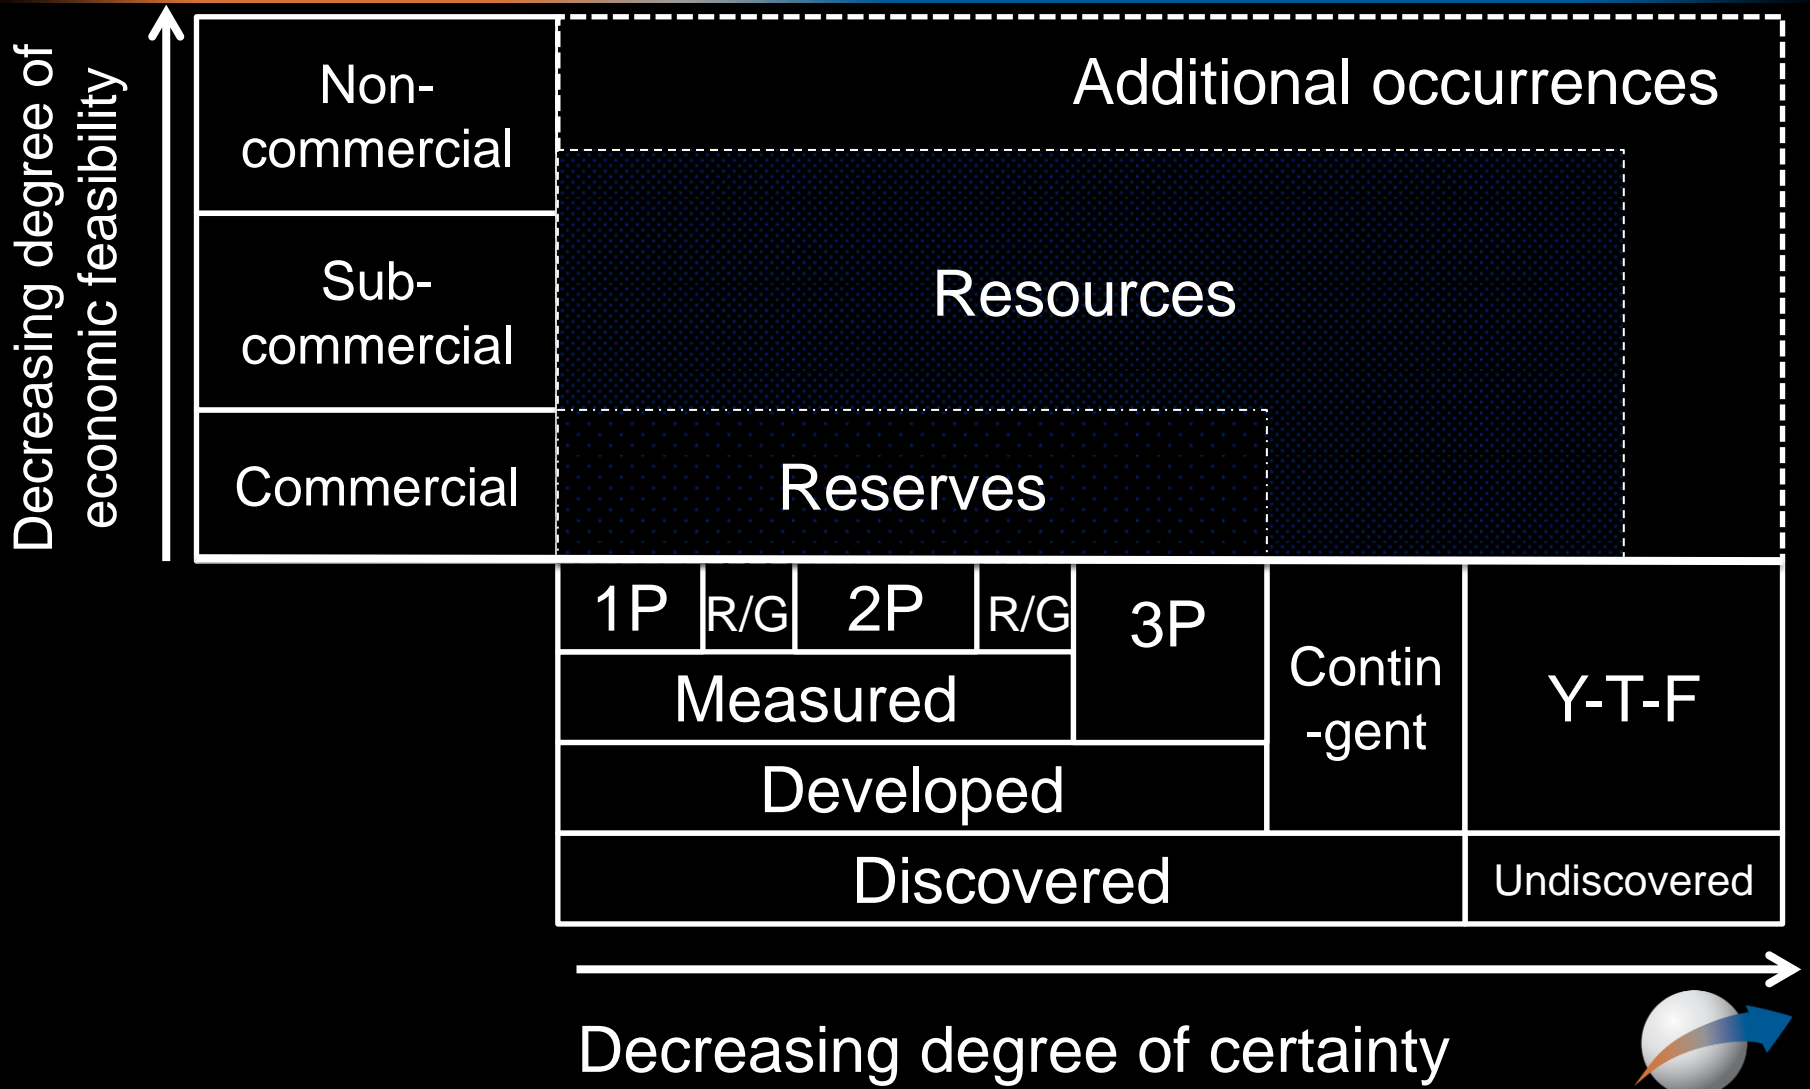 Decreasing degree of
economic feasibility
Non-
commercial
Additional occurrences
Sub-
commercial
Resources
Commercial
Reserves
1P
R/G
2P
R/G
3P
Contin
-gent
Y-T-F
Measured
Developed
Discovered
Undiscovered
Decreasing degree of certainty